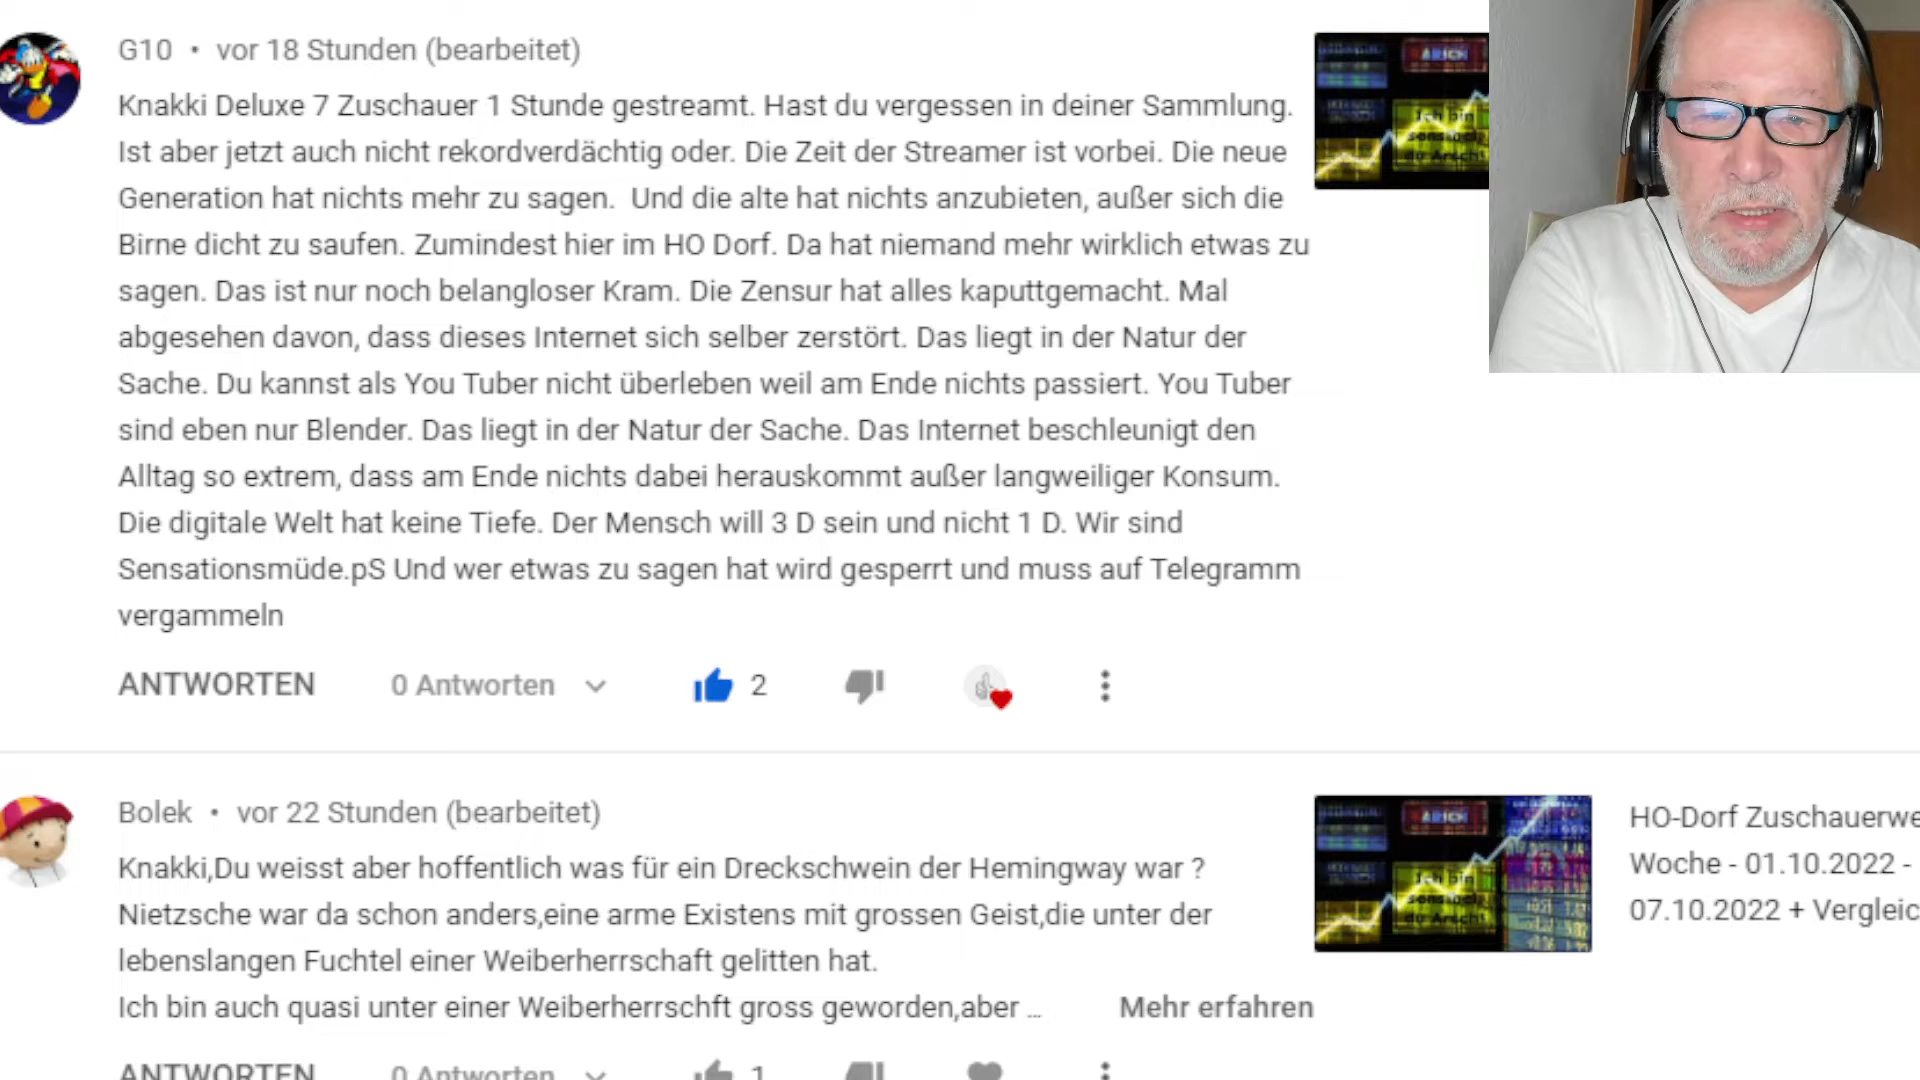 G10 • vor 18 Stunden (bearbeitet)
Knakki Deluxe 7 Zuschauer 1 Stunde gestreamt. Hast du vergessen in deiner Sammlung.
Ist aber jetzt auch nicht rekordverdächtig oder. Die Zeit der Streamer ist vorbei. Die neue
Generation hat nichts mehr zu sagen.  Und die alte hat nichts anzubieten, außer sich die
Birne dicht zu saufen. Zumindest hier im HO Dorf. Da hat niemand mehr wirklich etwas zu
sagen. Das ist nur noch belangloser Kram. Die Zensur hat alles kaputtgemacht. Mal
abgesehen davon, dass dieses Internet sich selber zerstört. Das liegt in der Natur der
Sache. Du kannst als You Tuber nicht überleben weil am Ende nichts passiert. You Tuber
sind eben nur Blender. Das liegt in der Natur der Sache. Das Internet beschleunigt den
Alltag so extrem, dass am Ende nichts dabei herauskommt außer langweiliger Konsum.
Die digitale Welt hat keine Tiefe. Der Mensch will 3 D sein und nicht 1 D. Wir sind
Sensationsmüde.pS Und wer etwas zu sagen hat wird gesperrt und muss auf Telegramm
vergammeln
ANTWORTEN 0 Antworten 2
Bolek • vor 22 Stunden (bearbeitet)
Knakki,Du weisst aber hoffentlich was für ein Dreckschwein der Hemingway war ?
Nietzsche war da schon anders,eine arme Existens mit grossen Geist,die unter der
lebenslangen Fuchtel einer Weiberherrschaft gelitten hat.
Ich bin auch quasi unter einer Weiberherrschft gross geworden,aber ... Mehr erfahren
HO-Dorf Zuschauerwe
Woche - 01.10.2022 -
07.10.2022 + Vergleic
ANTWORTEN 0 Antworten 1